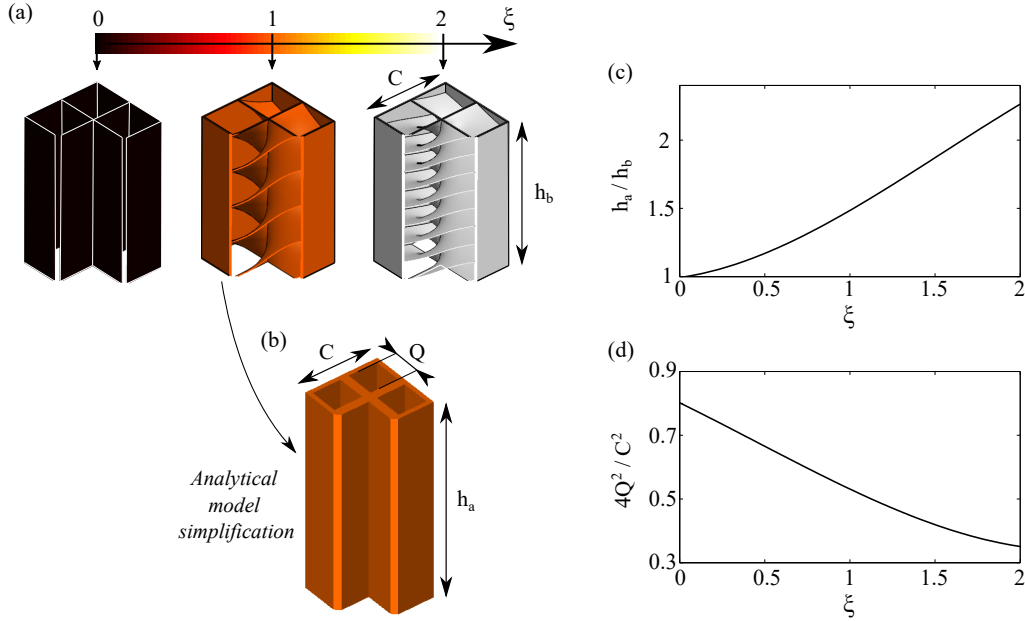 (a)
0
1
2
ξ
C
h_b
(b)
C
Q
h_a
Analytical
model
simplification
(c)
h_a / h_b
2
1.5
1
0
0.5
1
1.5
2
ξ
(d)
4Q² / C²
0.9
0.7
0.5
0.3
0
0.5
1
1.5
2
ξ